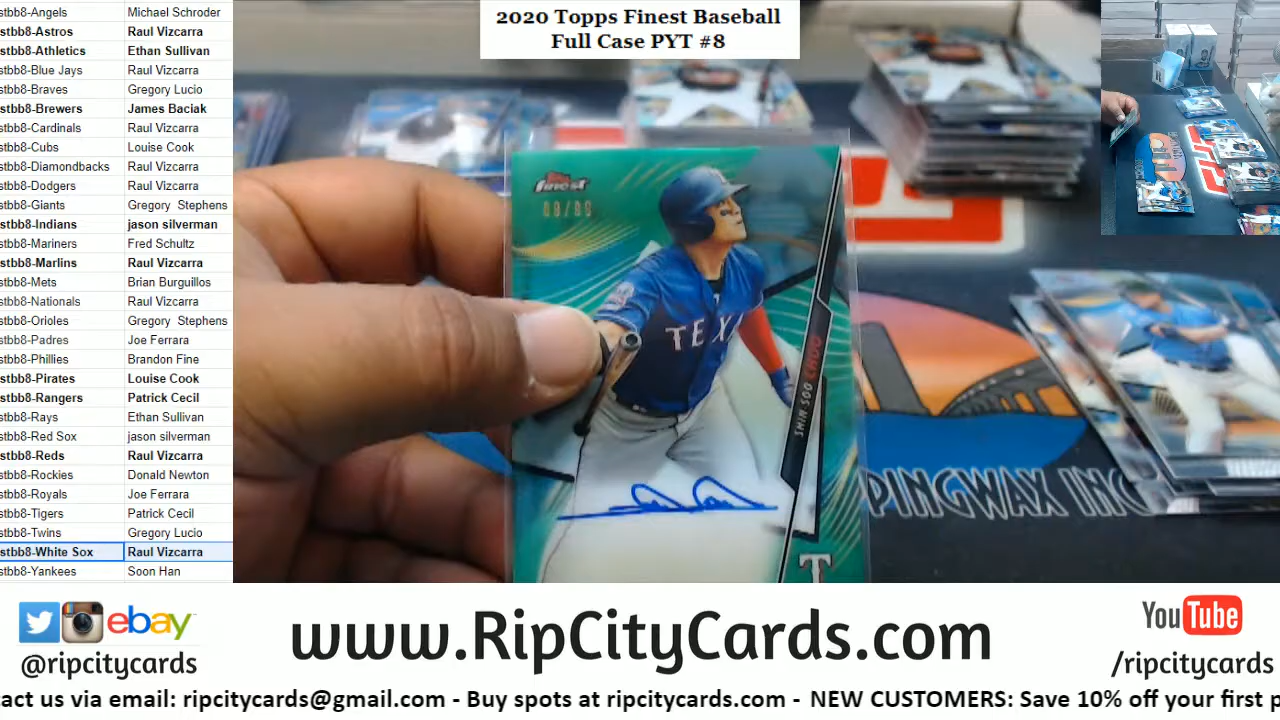 stbb8-Angels Michael Schroder
stbb8-Astros Raul Vizcarra
stbb8-Athletics Ethan Sullivan
stbb8-Blue Jays Raul Vizcarra
stbb8-Braves Gregory Lucio
stbb8-Brewers James Baciak
stbb8-Cardinals Raul Vizcarra
stbb8-Cubs Louise Cook
stbb8-Diamondbacks Raul Vizcarra
stbb8-Dodgers Raul Vizcarra
stbb8-Giants Gregory Stephens
stbb8-Indians jason silverman
stbb8-Mariners Fred Schultz
stbb8-Marlins Raul Vizcarra
stbb8-Mets Brian Burguillos
stbb8-Nationals Raul Vizcarra
stbb8-Orioles Gregory Stephens
stbb8-Padres Joe Ferrara
stbb8-Phillies Brandon Fine
stbb8-Pirates Louise Cook
stbb8-Rangers Patrick Cecil
stbb8-Rays Ethan Sullivan
stbb8-Red Sox jason silverman
stbb8-Reds Raul Vizcarra
stbb8-Rockies Donald Newton
stbb8-Royals Joe Ferrara
stbb8-Tigers Patrick Cecil
stbb8-Twins Gregory Lucio
stbb8-White Sox Raul Vizcarra
stbb8-Yankees Soon Han
2020 Topps Finest Baseball
Full Case PYT #8
finest
TEX
SHIN-SOO CHOO
T
PINGWAX INC
ebay
@ripcitycards
www.RipCityCards.com
YouTube
/ripcitycards
act us via email: ripcitycards@gmail.com - Buy spots at ripcitycards.com - NEW CUSTOMERS: Save 10% off your first p